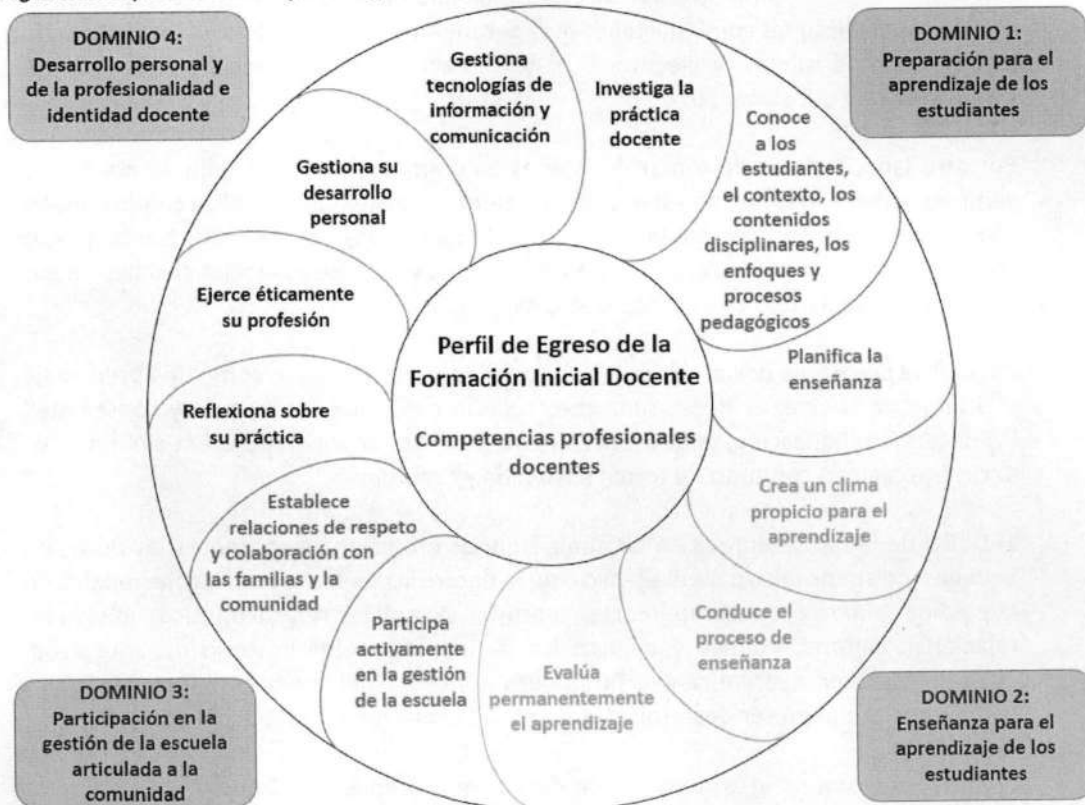 DOMINIO 4:
Desarrollo personal y
de la profesionalidad e
identidad docente
DOMINIO 1:
Preparación para el
aprendizaje de los
estudiantes
Gestiona
tecnologías de
información y
comunicación
Investiga la
práctica
docente
Conoce
a los
estudiantes,
el contexto, los
contenidos
disciplinares, los
enfoques y
procesos
pedagógicos
Gestiona su
desarrollo
personal
Ejerce éticamente
su profesión
Reflexiona sobre
su práctica
Perfil de Egreso de la
Formación Inicial Docente
Competencias profesionales
docentes
Planifica la
enseñanza
Crea un clima
propicio para el
aprendizaje
Conduce el
proceso de
enseñanza
Evalúa
permanentemente
el aprendizaje
Participa
activamente
en la gestión
de la escuela
Establece
relaciones de respeto
y colaboración con
las familias y la
comunidad
DOMINIO 3:
Participación en la
gestión de la escuela
articulada a la
comunidad
DOMINIO 2:
Enseñanza para el
aprendizaje de los
estudiantes